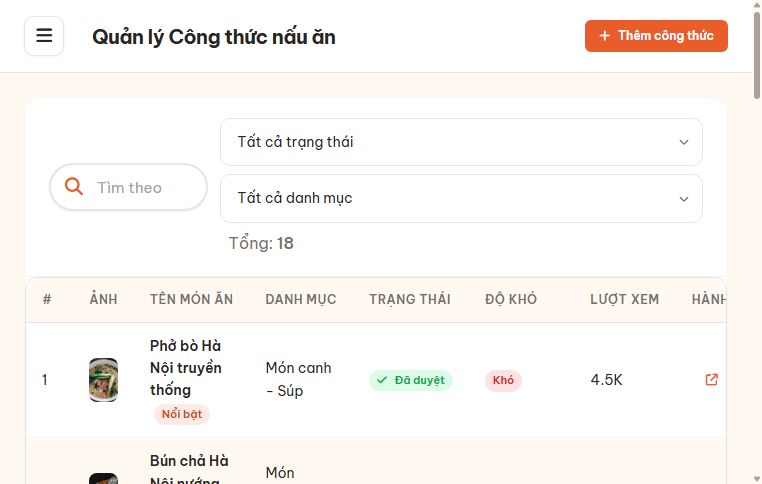 Quản lý Công thức nấu ăn
Thêm công thức
Tất cả trạng thái
Tìm theo
Tất cả danh mục
Tổng: 18
# ẢNH TÊN MÓN ĂN DANH MỤC TRẠNG THÁI ĐỘ KHÓ LƯỢT XEM HÀNH
1
Phở bò Hà
Nội truyền
thống
Nổi bật
Món canh
- Súp
Đã duyệt
Khó
4.5K
Bún chả Hà
Nội nướng
Món